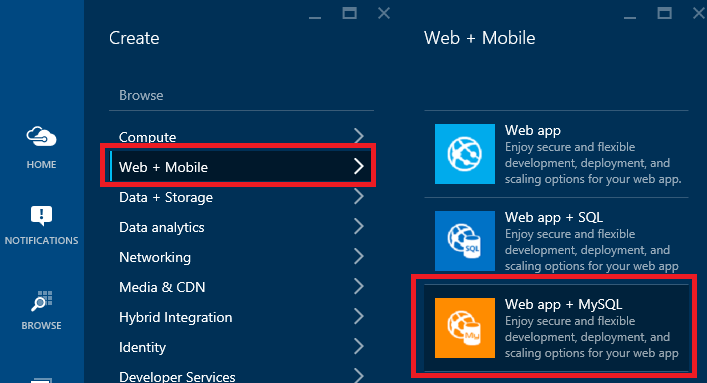 Create
Browse
Compute
Web + Mobile
Data + Storage
Data analytics
Networking
Media & CDN
Hybrid Integration
Identity
Developer Services
HOME
NOTIFICATIONS
BROWSE
Web + Mobile
Web app
Enjoy secure and flexible
development, deployment, and
scaling options for your web app.
Web app + SQL
SQL
Enjoy secure and flexible
development, deployment, and
scaling options for your web app
Web app + MySQL
My
Enjoy secure and flexible
development, deployment, and
scaling options for your web app